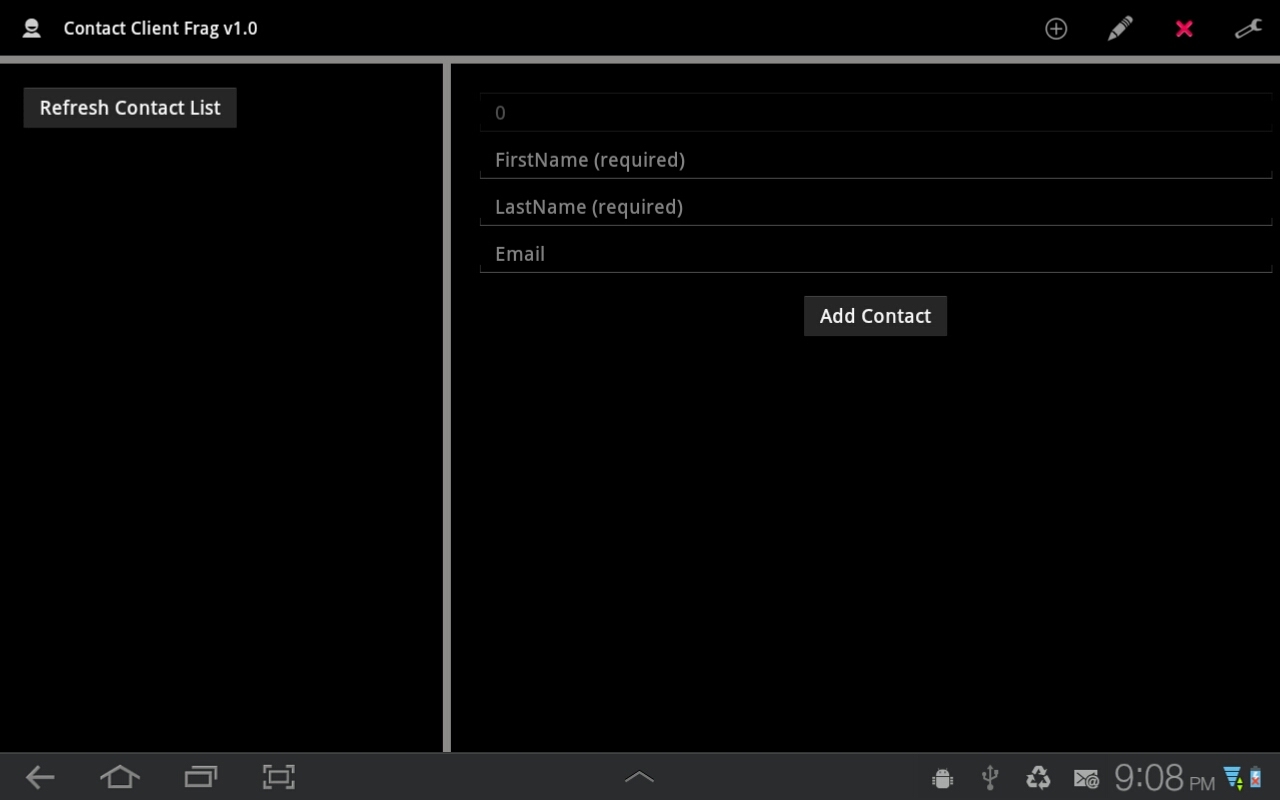 Contact Client Frag v1.0
Refresh Contact List
0
FirstName (required)
LastName (required)
Email
Add Contact
9:08 PM